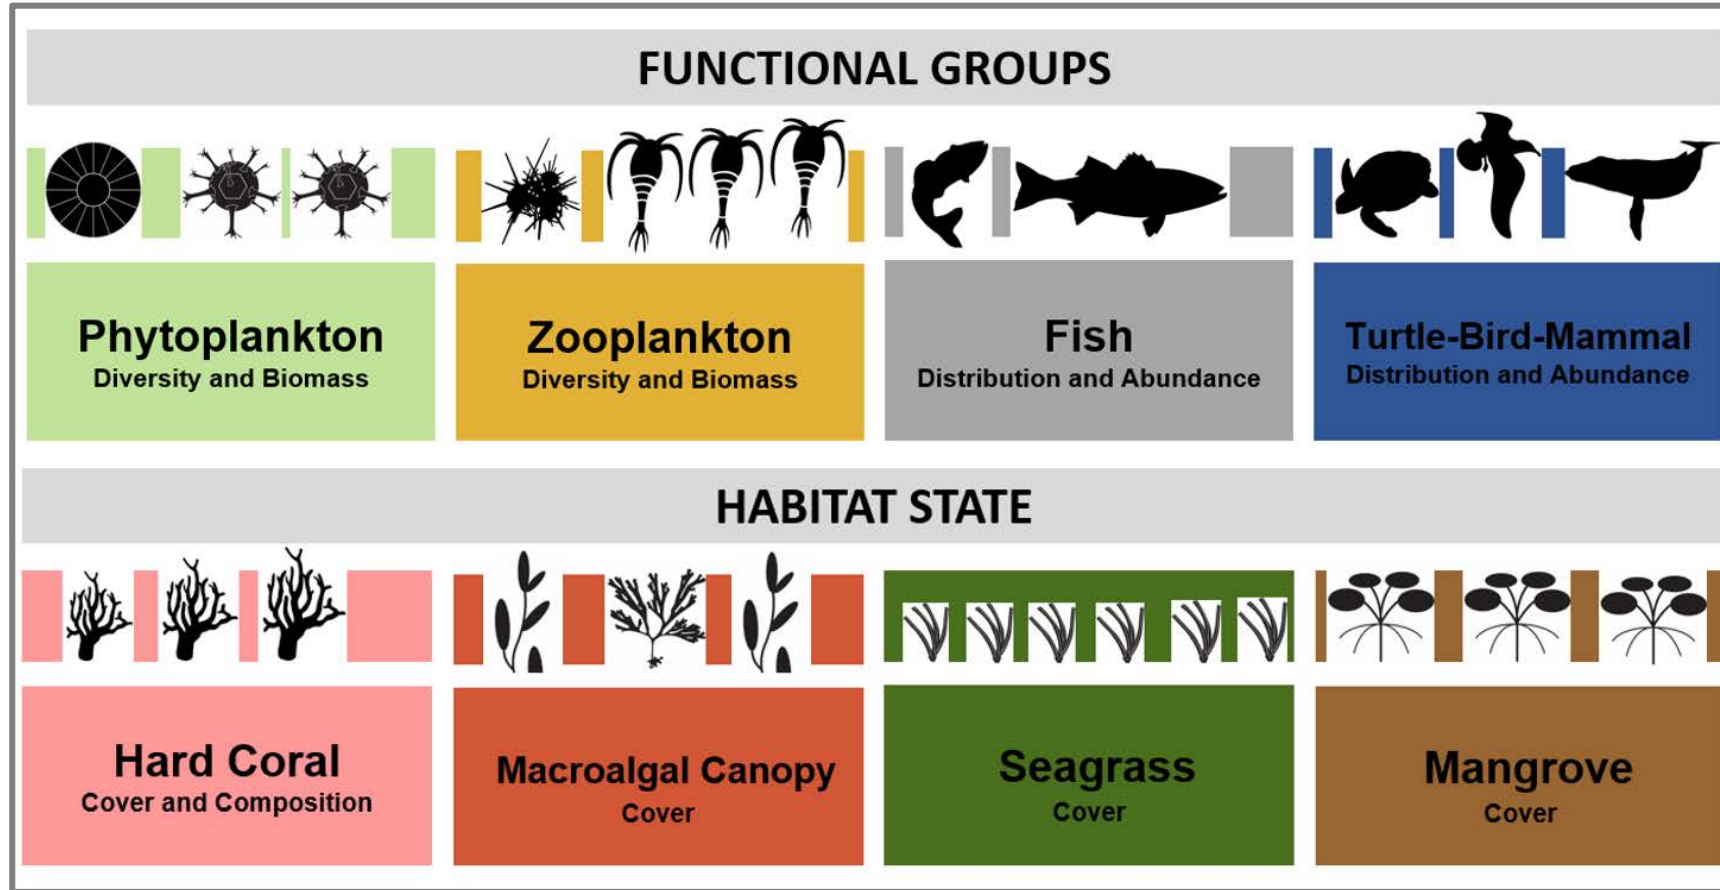 FUNCTIONAL GROUPS
Phytoplankton
Diversity and Biomass
Zooplankton
Diversity and Biomass
Fish
Distribution and Abundance
Turtle-Bird-Mammal
Distribution and Abundance
HABITAT STATE
Hard Coral
Cover and Composition
Macroalgal Canopy
Cover
Seagrass
Cover
Mangrove
Cover